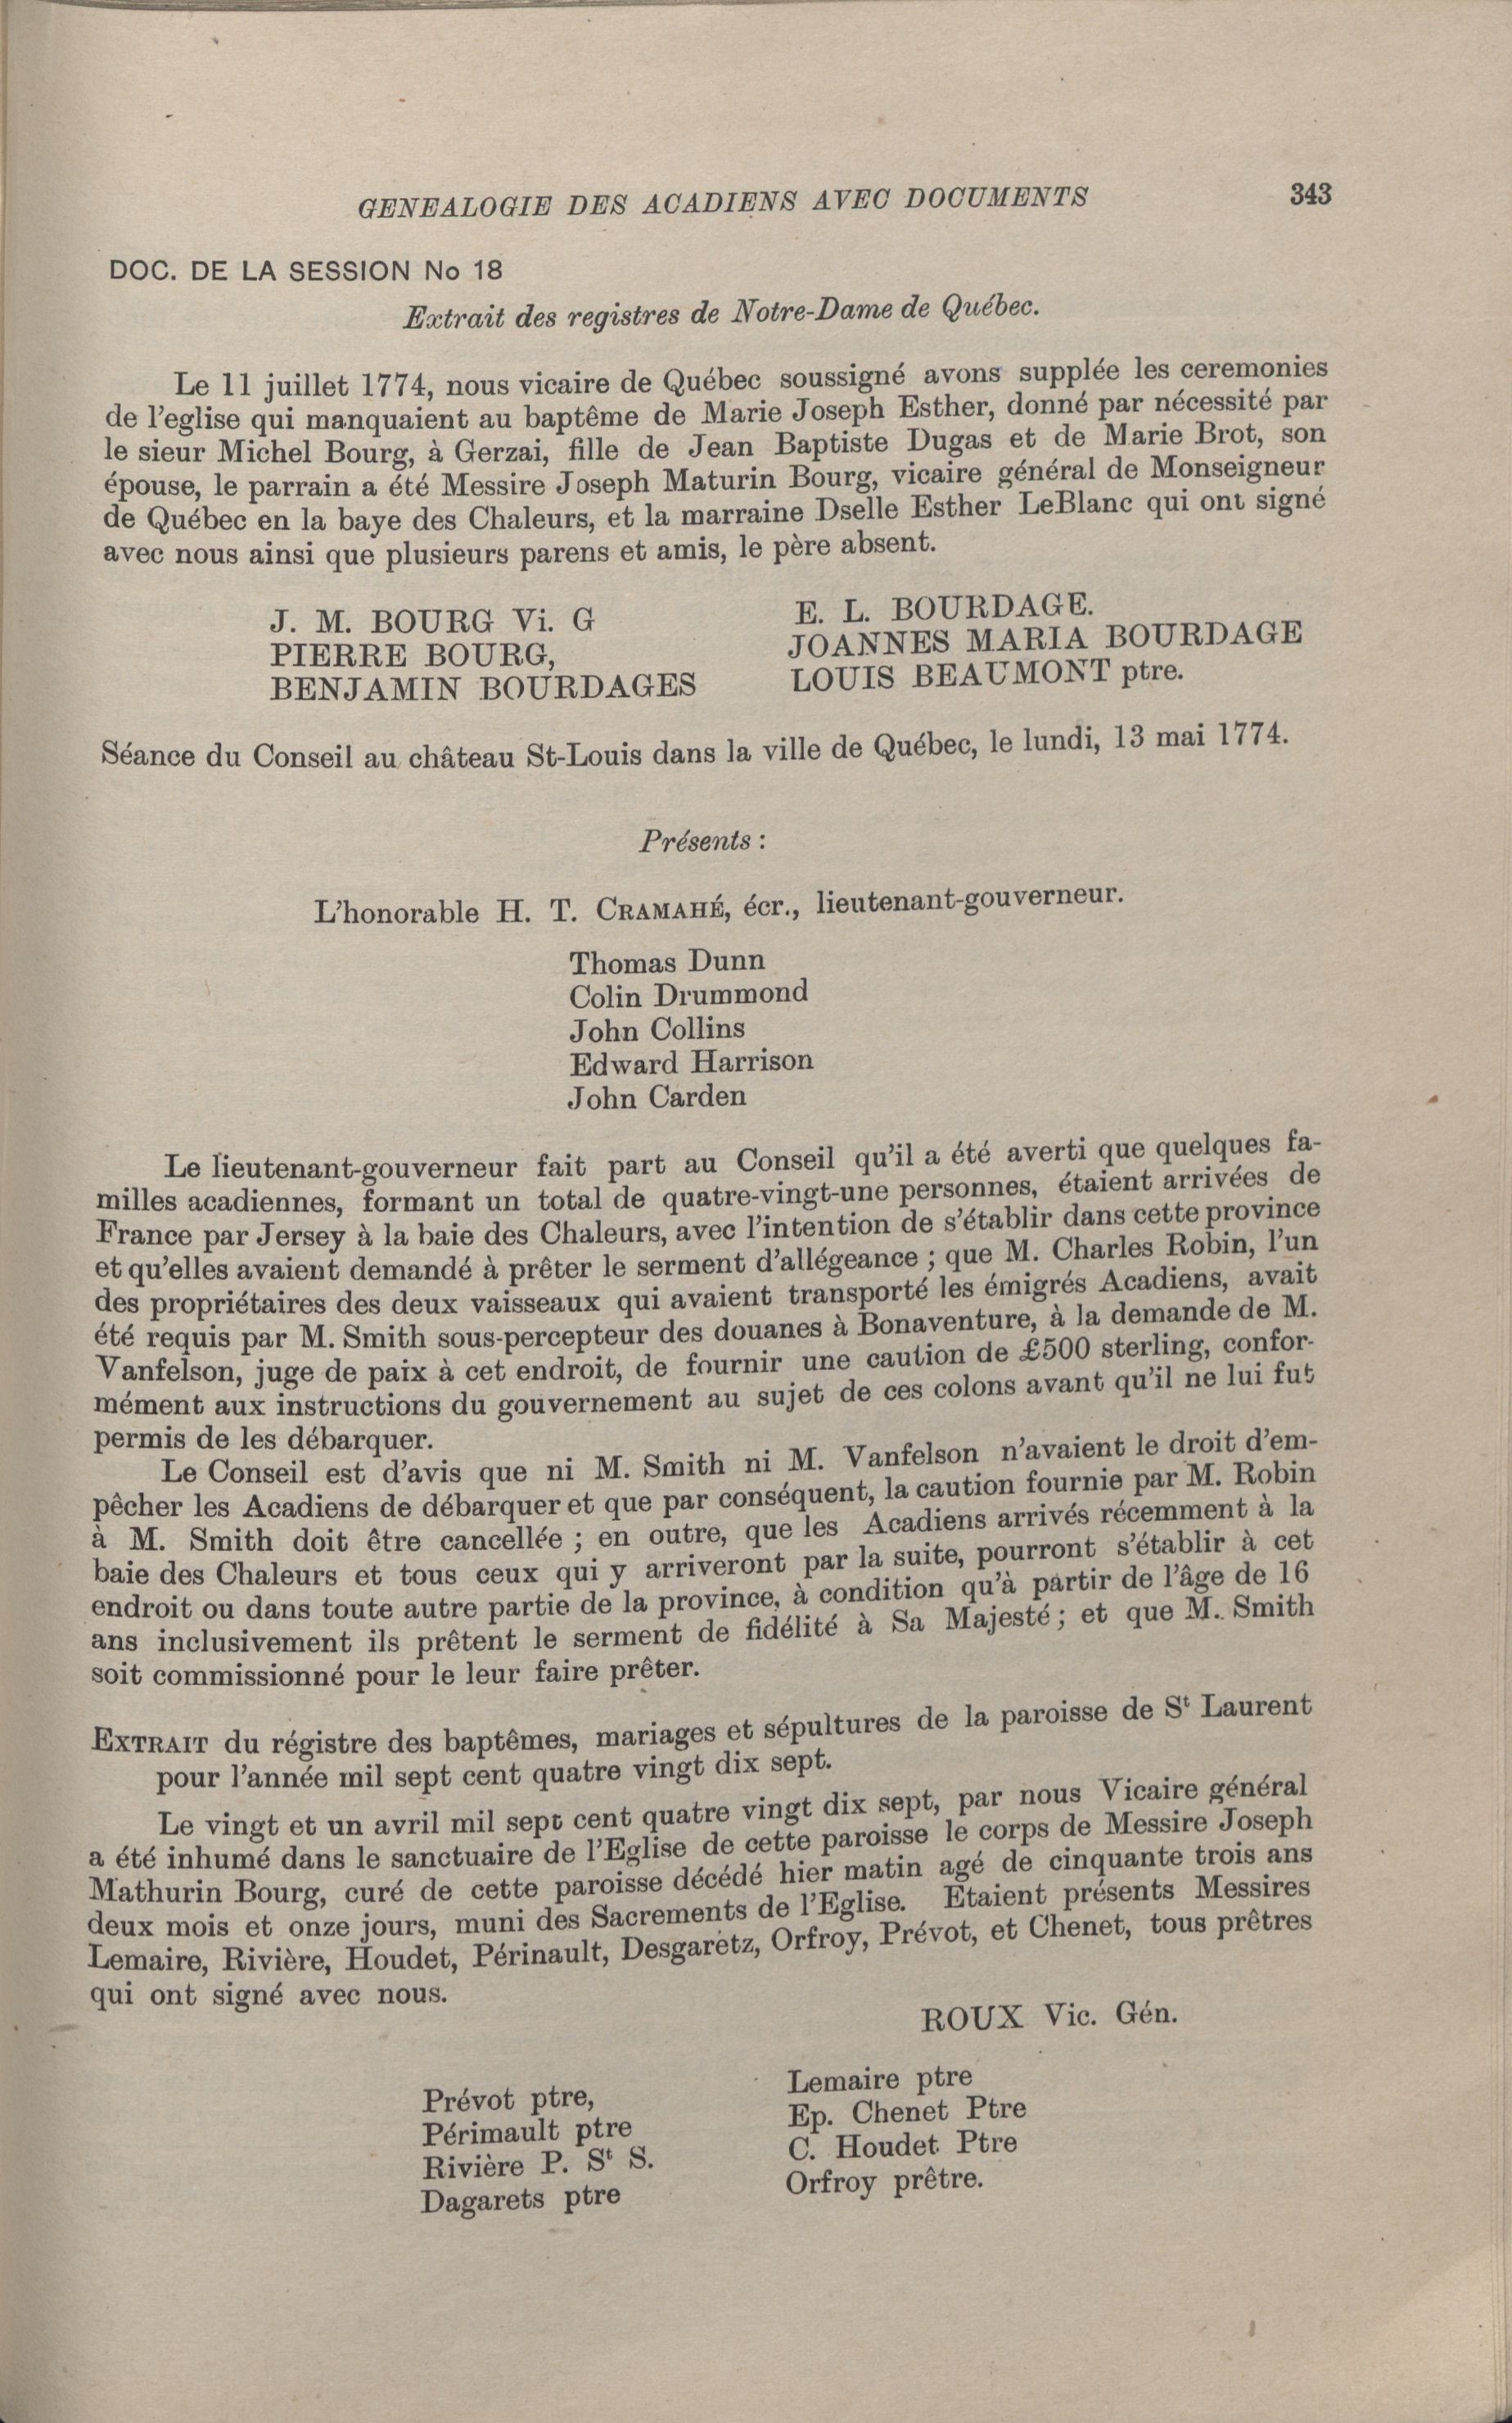 GENEALOGIE DES ACADIENS AVEC DOCUMENTS 343
DOC. DE LA SESSION No 18
Extrait des registres de Notre-Dame de Québec.
Le 11 juillet 1774, nous vicaire de Québec soussigné avons supplée les ceremonies
de l'eglise qui manquaient au baptême de Marie Joseph Esther, donné par nécessité par
le sieur Michel Bourg, à Gerzai, fille de Jean Baptiste Dugas et de Marie Brot, son
épouse, le parrain a été Messire Joseph Maturin Bourg, vicaire général de Monseigneur
de Québec en la baye des Chaleurs, et la marraine Dselle Esther LeBlanc qui ont signé
avec nous ainsi que plusieurs parens et amis, le père absent.
J. M. BOURG Vi. G
PIERRE BOURG,
BENJAMIN BOURDAGES
E. L. BOURDAGE.
JOANNES MARIA BOURDAGE
LOUIS BEAUMONT ptre.
Séance du Conseil au château St-Louis dans la ville de Québec, le lundi, 13 mai 1774.
Présents :
L'honorable H. T. CRAMAHÉ, écr., lieutenant-gouverneur.
Thomas Dunn
Colin Drummond
John Collins
Edward Harrison
John Carden
Le lieutenant-gouverneur fait part au Conseil qu'il a été averti que quelques fa-
milles acadiennes, formant un total de quatre-vingt-une personnes, étaient arrivées de
France par Jersey à la baie des Chaleurs, avec l'intention de s'établir dans cette province
et qu'elles avaient demandé à prêter le serment d'allégeance ; que M. Charles Robin, l'un
des propriétaires des deux vaisseaux qui avaient transporté les émigrés Acadiens, avait
été requis par M. Smith sous-percepteur des douanes à Bonaventure, à la demande de M.
Vanfelson, juge de paix à cet endroit, de fournir une caution de £500 sterling, confor-
mément aux instructions du gouvernement au sujet de ces colons avant qu'il ne lui fut
permis de les débarquer.
Le Conseil est d'avis que ni M. Smith ni M. Vanfelson n'avaient le droit d'em-
pêcher les Acadiens de débarquer et que par conséquent, la caution fournie par M. Robin
à M. Smith doit être cancellée ; en outre, que les Acadiens arrivés récemment à la
baie des Chaleurs et tous ceux qui y arriveront par la suite, pourront s'établir à cet
endroit ou dans toute autre partie de la province, à condition qu'à partir de l'âge de 16
ans inclusivement ils prêtent le serment de fidélité à Sa Majesté ; et que M. Smith
soit commissionné pour le leur faire prêter.
EXTRAIT du régistre des baptêmes, mariages et sépultures de la paroisse de St Laurent
pour l'année mil sept cent quatre vingt dix sept.
Le vingt et un avril mil sept cent quatre vingt dix sept, par nous Vicaire général
a été inhumé dans le sanctuaire de l'Eglise de cette paroisse le corps de Messire Joseph
Mathurin Bourg, curé de cette paroisse décédé hier matin agé de cinquante trois ans
deux mois et onze jours, muni des Sacrements de l'Eglise. Etaient présents Messires
Lemaire, Rivière, Houdet, Périnault, Desgaretz, Orfroy, Prévot, et Chenet, tous prêtres
qui ont signé avec nous.
ROUX Vic. Gén.
Prévot ptre,
Périmault ptre
Rivière P. St S.
Dagarets ptre
Lemaire ptre
Ep. Chenet Ptre
C. Houdet Ptre
Orfroy prêtre.